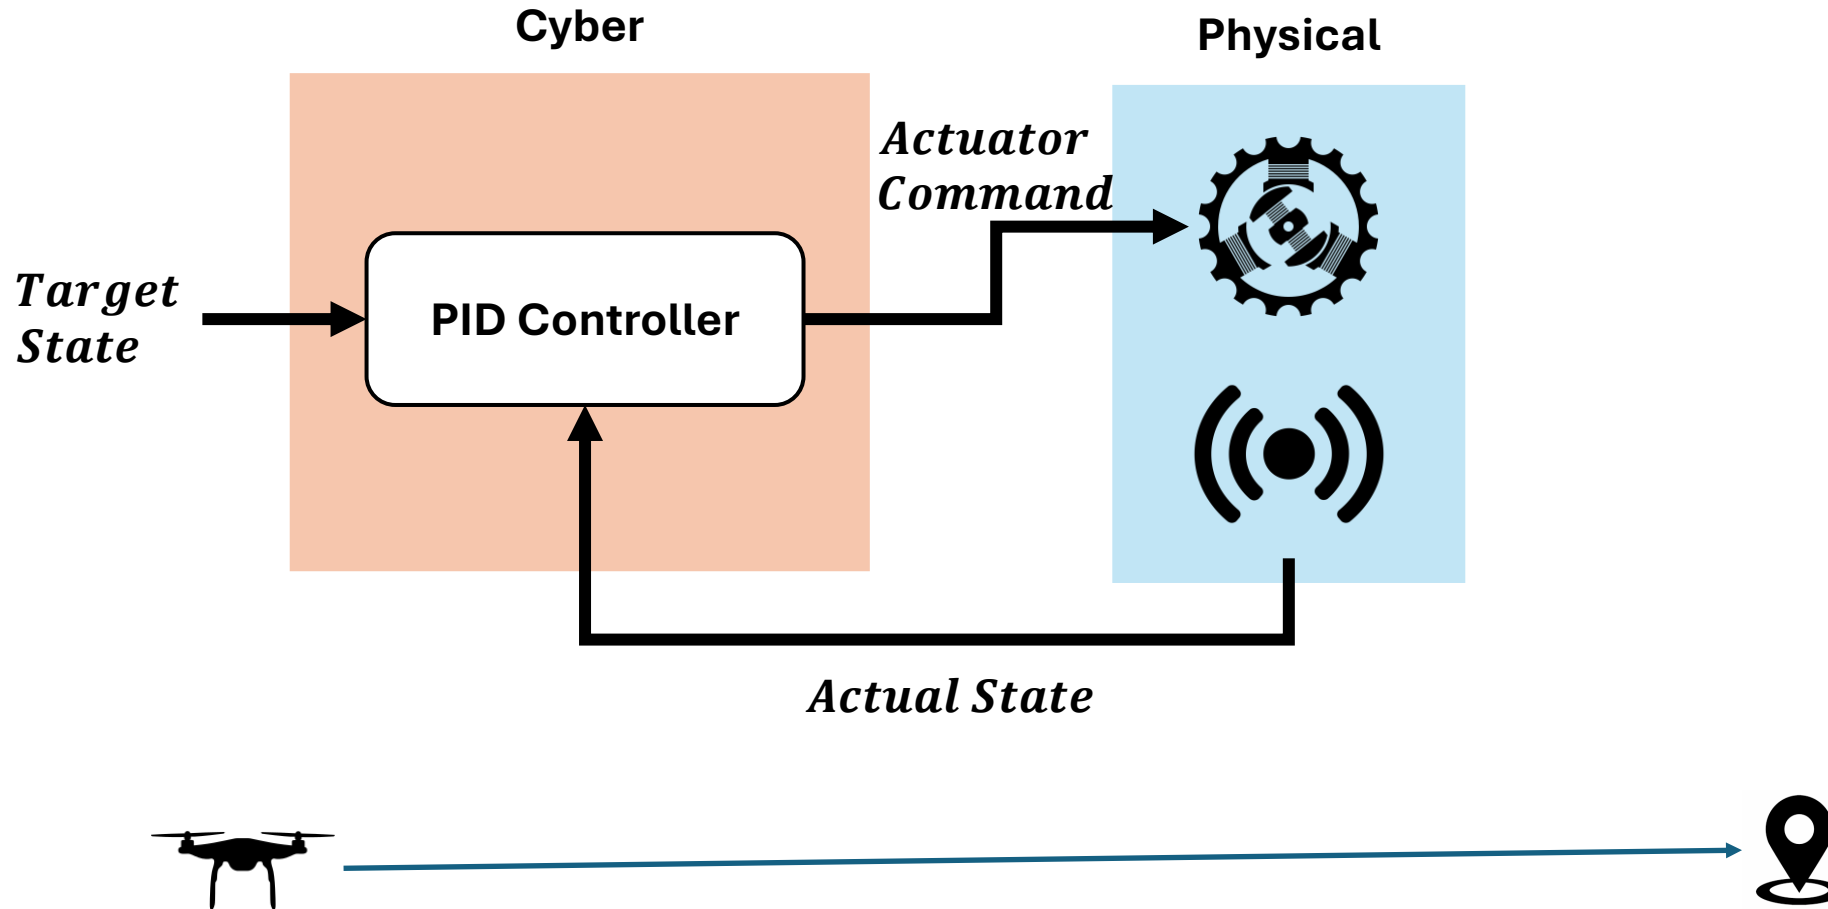 Cyber
Physical
Actuator
Command
Target
State
PID Controller
Actual State